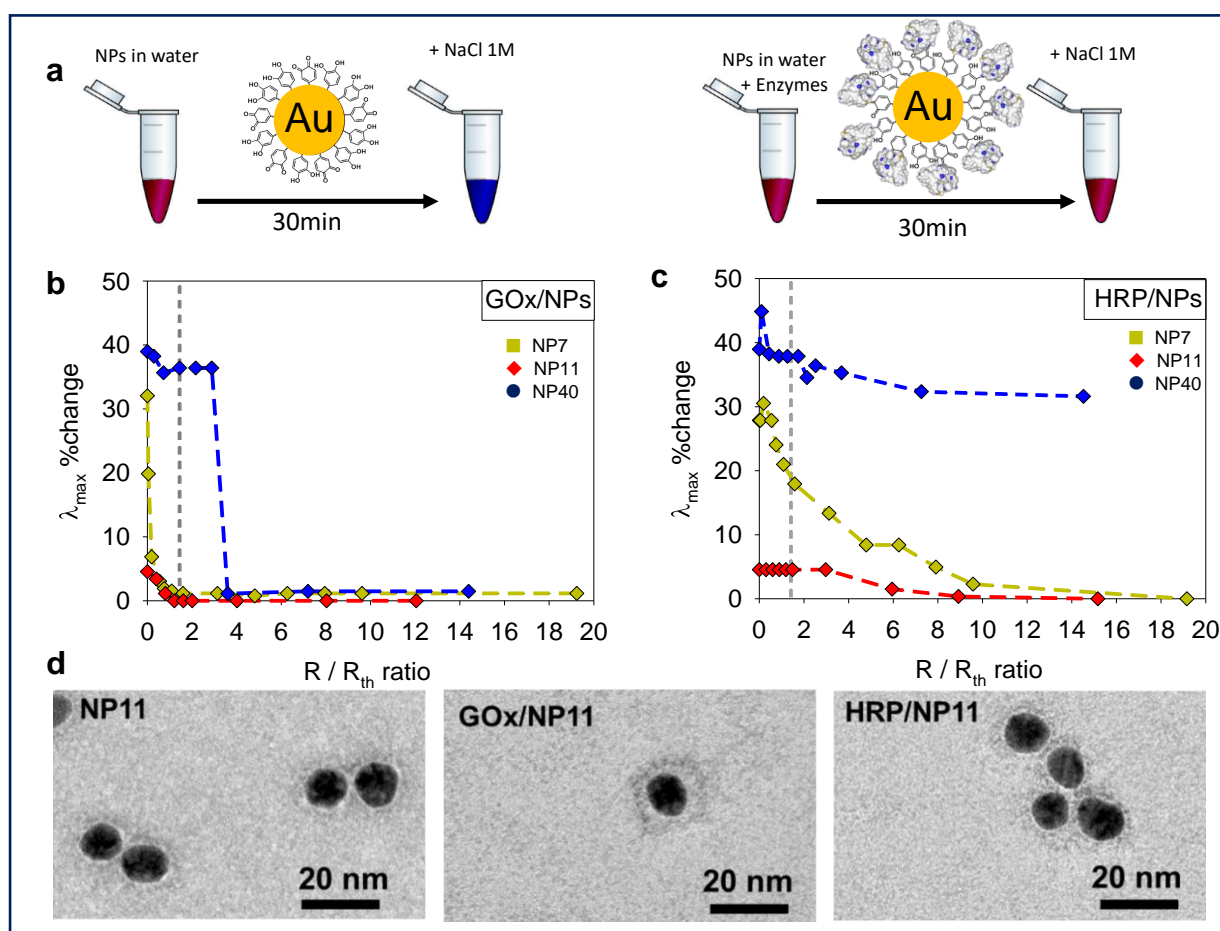 a
NPs in water
+ NaCl 1M
Au
30min
NPs in water
+ Enzymes
+ NaCl 1M
Au
30min
b
GOx/NPs
NP7
NP11
NP40
50
40
30
20
10
0
λmax %change
0 2 4 6 8 10 12 14 16 18 20
R / Rth ratio
c
HRP/NPs
NP7
NP11
NP40
50
40
30
20
10
0
λmax %change
0 2 4 6 8 10 12 14 16 18 20
R / Rth ratio
d
NP11
20 nm
GOx/NP11
20 nm
HRP/NP11
20 nm